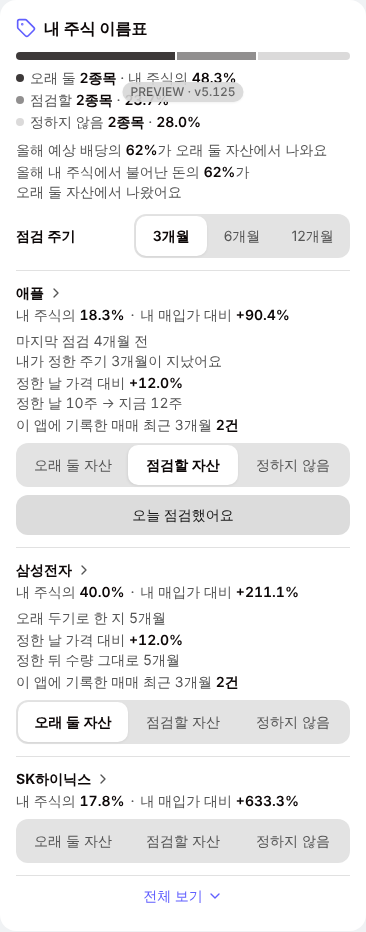 내 주식 이름표
오래 둘 2종목 · 내 주식의 48.3%
PREVIEW · v5.125
점검할 2종목 ·
정하지 않음 2종목 · 28.0%
올해 예상 배당의 62%가 오래 둘 자산에서 나와요
올해 내 주식에서 불어난 돈의 62%가
오래 둘 자산에서 나왔어요
점검 주기 3개월 6개월 12개월
애플
내 주식의 18.3% · 내 매입가 대비 +90.4%
마지막 점검 4개월 전
내가 정한 주기 3개월이 지났어요
정한 날 가격 대비 +12.0%
정한 날 10주 → 지금 12주
이 앱에 기록한 매매 최근 3개월 2건
오래 둘 자산 점검할 자산 정하지 않음
오늘 점검했어요
삼성전자
내 주식의 40.0% · 내 매입가 대비 +211.1%
오래 두기로 한 지 5개월
정한 날 가격 대비 +12.0%
정한 뒤 수량 그대로 5개월
이 앱에 기록한 매매 최근 3개월 2건
오래 둘 자산 점검할 자산 정하지 않음
SK하이닉스
내 주식의 17.8% · 내 매입가 대비 +633.3%
오래 둘 자산 점검할 자산 정하지 않음
전체 보기